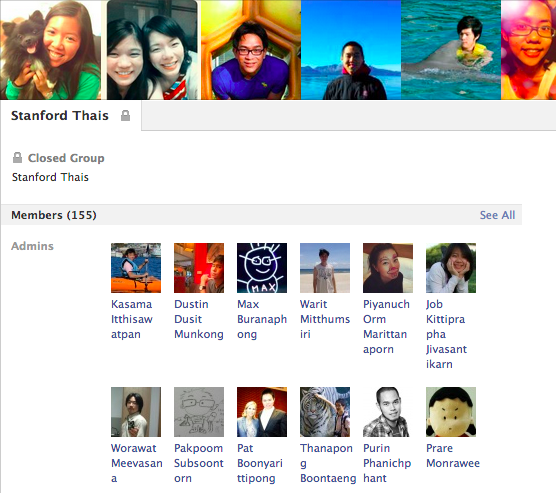 Stanford Thais
Closed Group
Stanford Thais
Members (155)
See All
Admins
Kasama
Itthisaw
atpan
Dustin
Dusit
Munkong
Max
Buranaph
ong
Warit
Mitthums
iri
Piyanuch
Orm
Marittan
aporn
Job
Kittipra
pha
Jivasant
ikarn
MAX
Worawat
Meevasan
a
Pakpoom
Subsoont
orn
Pat
Boonyari
ttipong
Thanapon
g
Boontaeng
Purin
Phanichp
hant
Prare
Monrawee